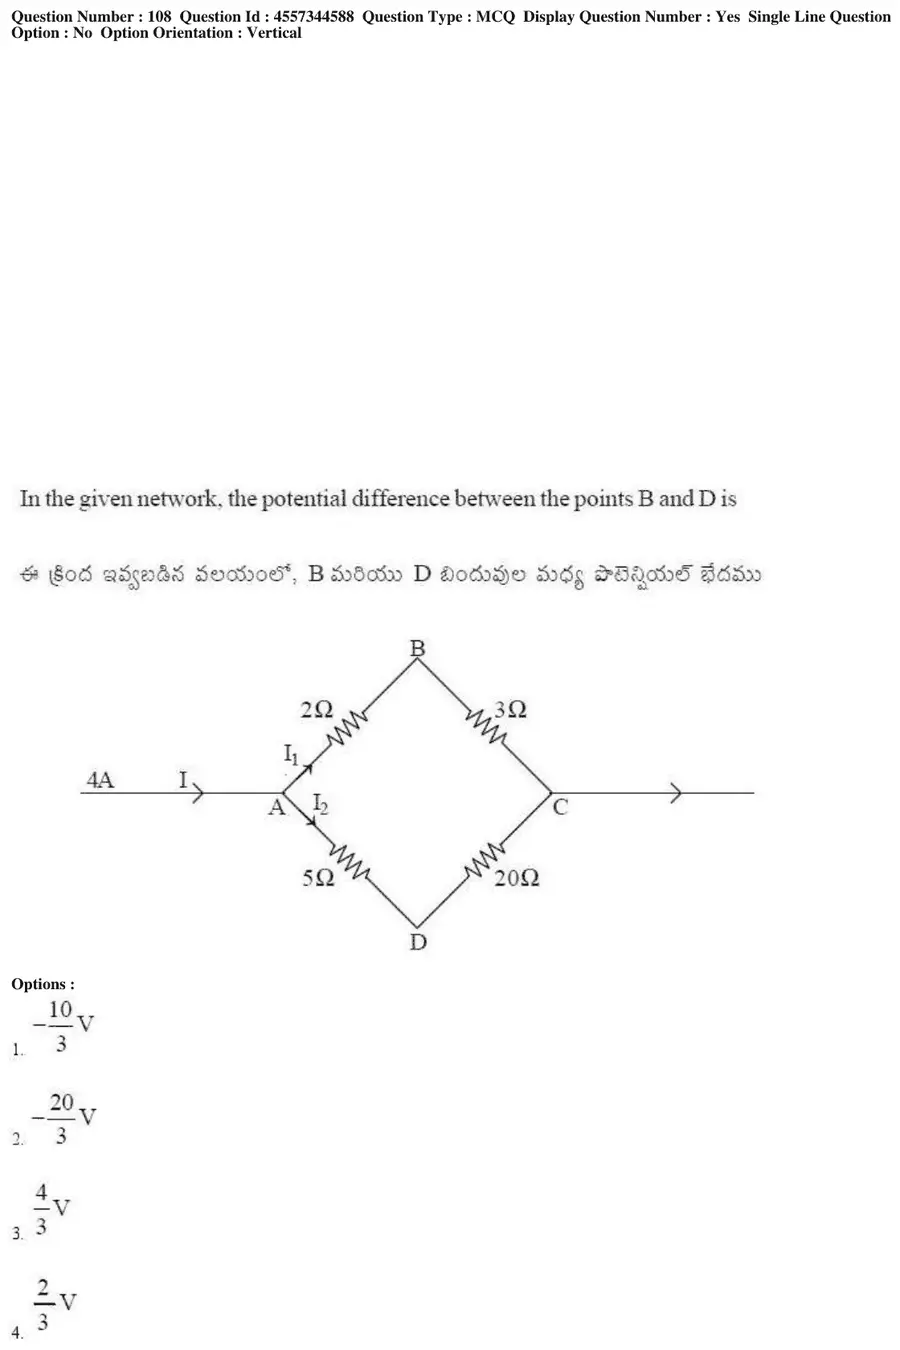 Question Number : 108 Question Id : 4557344588 Question Type : MCQ Display Question Number : Yes Single Line Question
Option : No Option Orientation : Vertical
In the given network, the potential difference between the points B and D is
ఈ క్రింద ఇవ్వబడిన వలయంలో, B మరియు D బిందువుల మధ్య పొటెన్షియల్ భేదము
B
2Ω 3Ω
I₁
4A I
A I₂ C
5Ω 20Ω
D
Options :
1. -10/3 V
2. -20/3 V
3. 4/3 V
4. 2/3 V